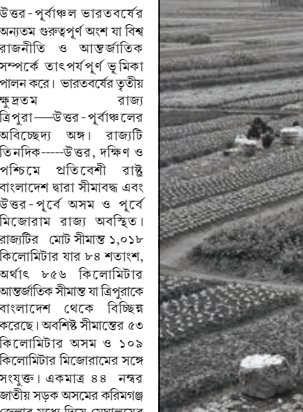 উত্তর-পূর্বাঞ্চল ভারতবর্ষের
অন্যতম গুরুত্বপূর্ণ অংশ যা বিশ্ব
রাজনীতি ও আন্তর্জাতিক
সম্পর্কে তাৎপর্যপূর্ণ ভূমিকা
পালন করে। ভারতবর্ষের তৃতীয়
ক্ষুদ্রতম রাজ্য
ত্রিপুরা—উত্তর-পূর্বাঞ্চলের
অবিচ্ছেদ্য অঙ্গ। রাজ্যটি
তিনদিক-----উত্তর, দক্ষিণ ও
পশ্চিমে প্রতিবেশী রাষ্ট্র
বাংলাদেশ দ্বারা সীমাবদ্ধ এবং
উত্তর-পূর্বে অসম ও পূর্বে
মিজোরাম রাজ্য অবস্থিত।
রাজ্যটির মোট সীমান্ত ১,০১৮
কিলোমিটার যার ৮৪ শতাংশ,
অর্থাৎ ৮৫৬ কিলোমিটার
আন্তর্জাতিক সীমান্ত যা ত্রিপুরাকে
বাংলাদেশ থেকে বিচ্ছিন্ন
করেছে। অবশিষ্ট সীমান্তের ৫৩
কিলোমিটার অসম ও ১০৯
কিলোমিটার মিজোরামের সঙ্গে
সংযুক্ত। একমাত্র ৪৪ নম্বর
জাতীয় সড়ক অসমের করিমগঞ্জ